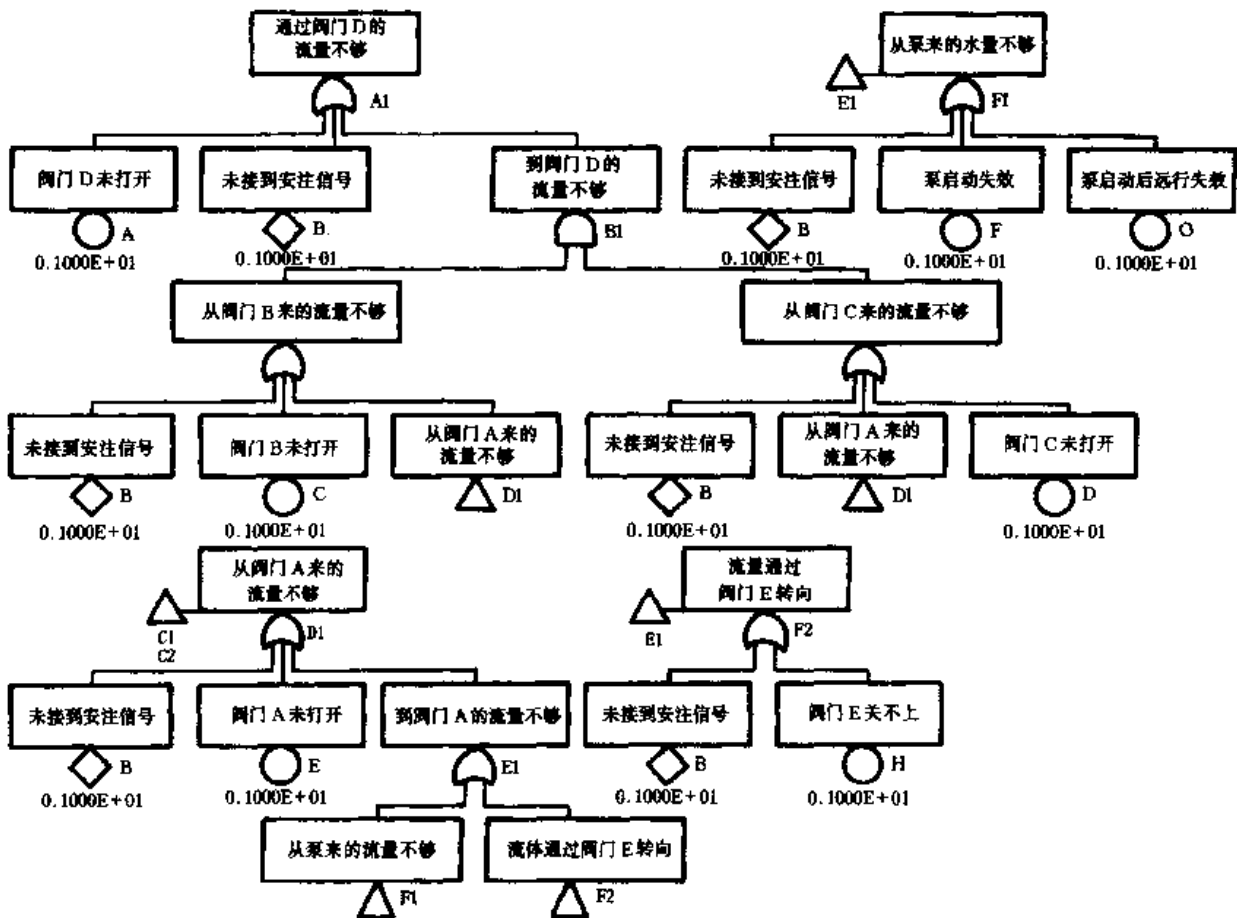 通过阀门D的
流量不够
A1
从泵来的水量不够
E1
F1
阀门D未打开
A
0.1000E+01
未接到安注信号
B
0.1000E+01
到阀门D的
流量不够
B1
未接到安注信号
B
0.1000E+01
泵启动失效
F
0.1000E+01
泵启动后远行失效
G
0.1000E+01
从阀门B来的流量不够
从阀门C来的流量不够
未接到安注信号
B
0.1000E+01
阀门B未打开
C
0.1000E+01
从阀门A来的
流量不够
D1
未接到安注信号
B
0.1000E+01
从阀门A来的
流量不够
D1
阀门C未打开
D
0.1000E+01
从阀门A来的
流量不够
C1
C2
D1
流量通过
阀门E转向
E1
F2
未接到安注信号
B
0.1000E+01
阀门A未打开
E
0.1000E+01
到阀门A的流量不够
E1
未接到安注信号
B
0.1000E+01
阀门E关不上
H
0.1000E+01
从泵来的流量不够
F1
流体通过阀门E转向
F2